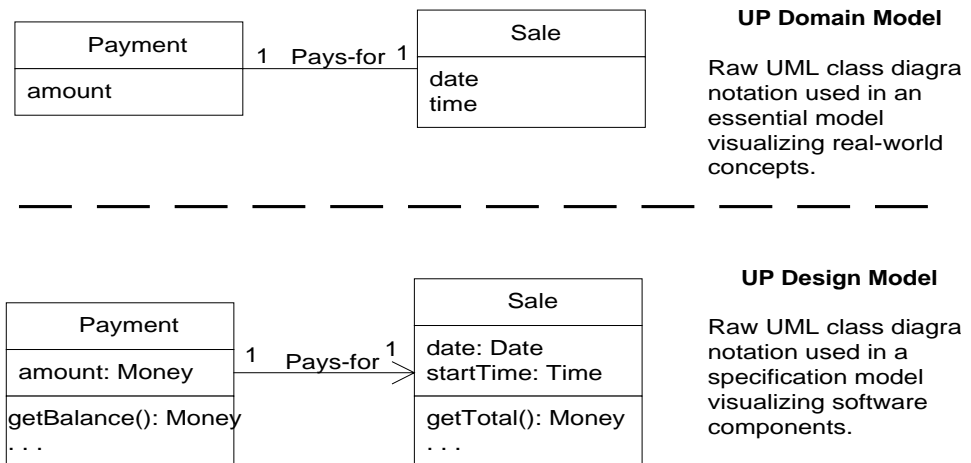 Payment
amount
1 Pays-for 1
Sale
date
time
UP Domain Model
Raw UML class diagra
notation used in an
essential model
visualizing real-world
concepts.
Payment
amount: Money
getBalance(): Money
. . .
1 Pays-for 1
Sale
date: Date
startTime: Time
getTotal(): Money
. . .
UP Design Model
Raw UML class diagra
notation used in a
specification model
visualizing software
components.